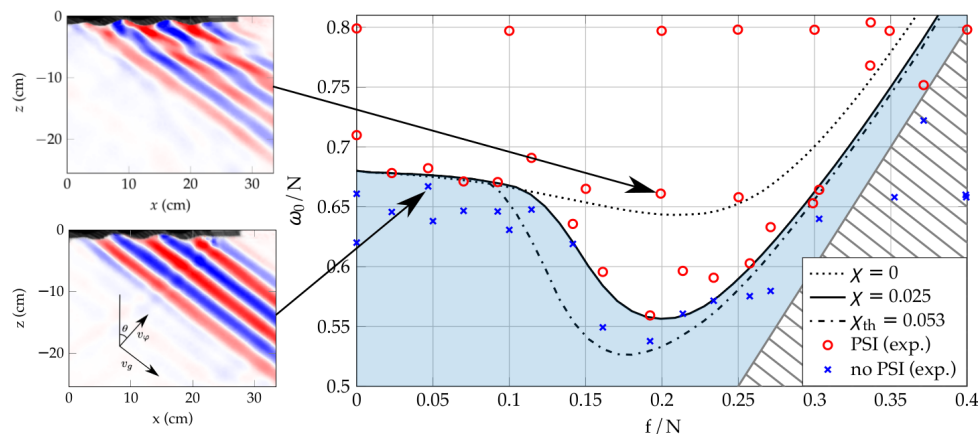 0
−10
−20
z (cm)
0 10 20 30
x (cm)
0
−10
−20
z (cm)
θ
v_φ
v_g
0 10 20 30
x (cm)
0.8
0.7
0.65
0.6
0.55
0.5
ω₀/N
0 0.05 0.1 0.15 0.2 0.25 0.3 0.35 0.4
f/N
χ = 0
χ = 0.025
χ_th = 0.053
PSI (exp.)
no PSI (exp.)